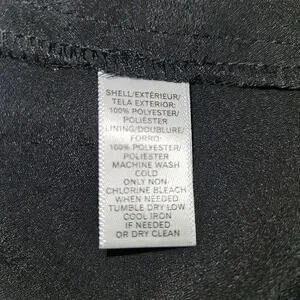 SHELL/EXTÉRIEUR/
TELA EXTERIOR:
100% POLYESTER/
POLIESTER
LINING/DOUBLURE/
FORRO:
100% POLYESTER/
POLIESTER
MACHINE WASH
COLD
ONLY NON-
CHLORINE BLEACH
WHEN NEEDED
TUMBLE DRY LOW
COOL IRON
IF NEEDED
OR DRY CLEAN